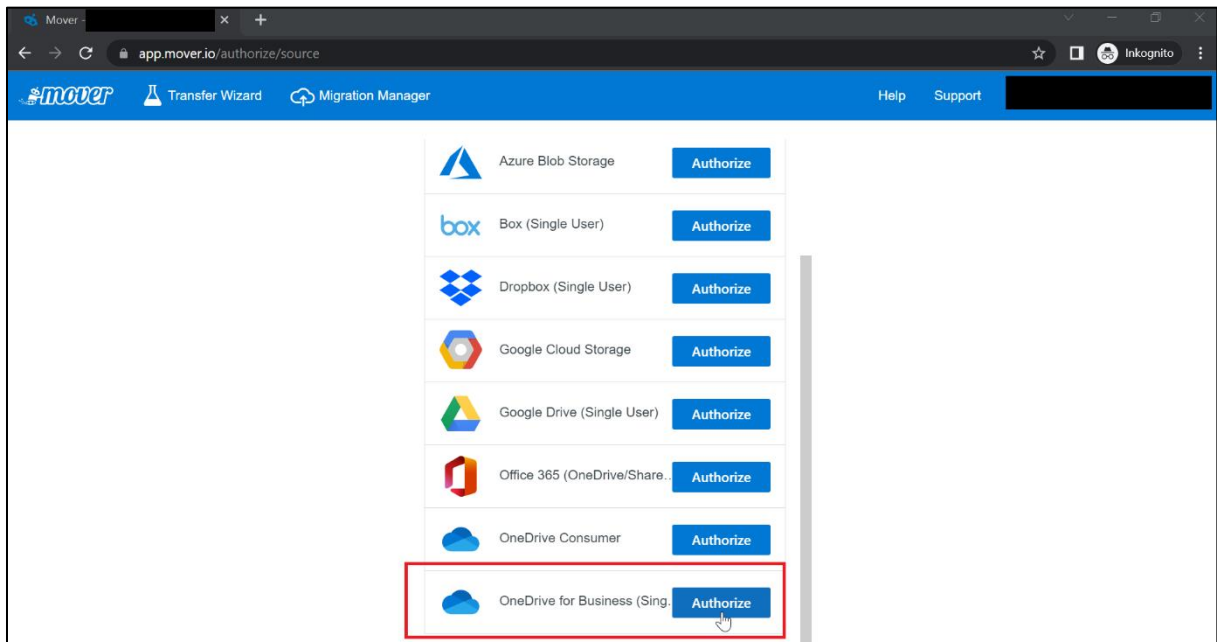 Mover -
app.mover.io/authorize/source
Inkognito
mover
Transfer Wizard
Migration Manager
Help
Support
Azure Blob Storage
Authorize
box
Box (Single User)
Authorize
Dropbox (Single User)
Authorize
Google Cloud Storage
Authorize
Google Drive (Single User)
Authorize
Office 365 (OneDrive/Share...
Authorize
OneDrive Consumer
Authorize
OneDrive for Business (Sing.
Authorize